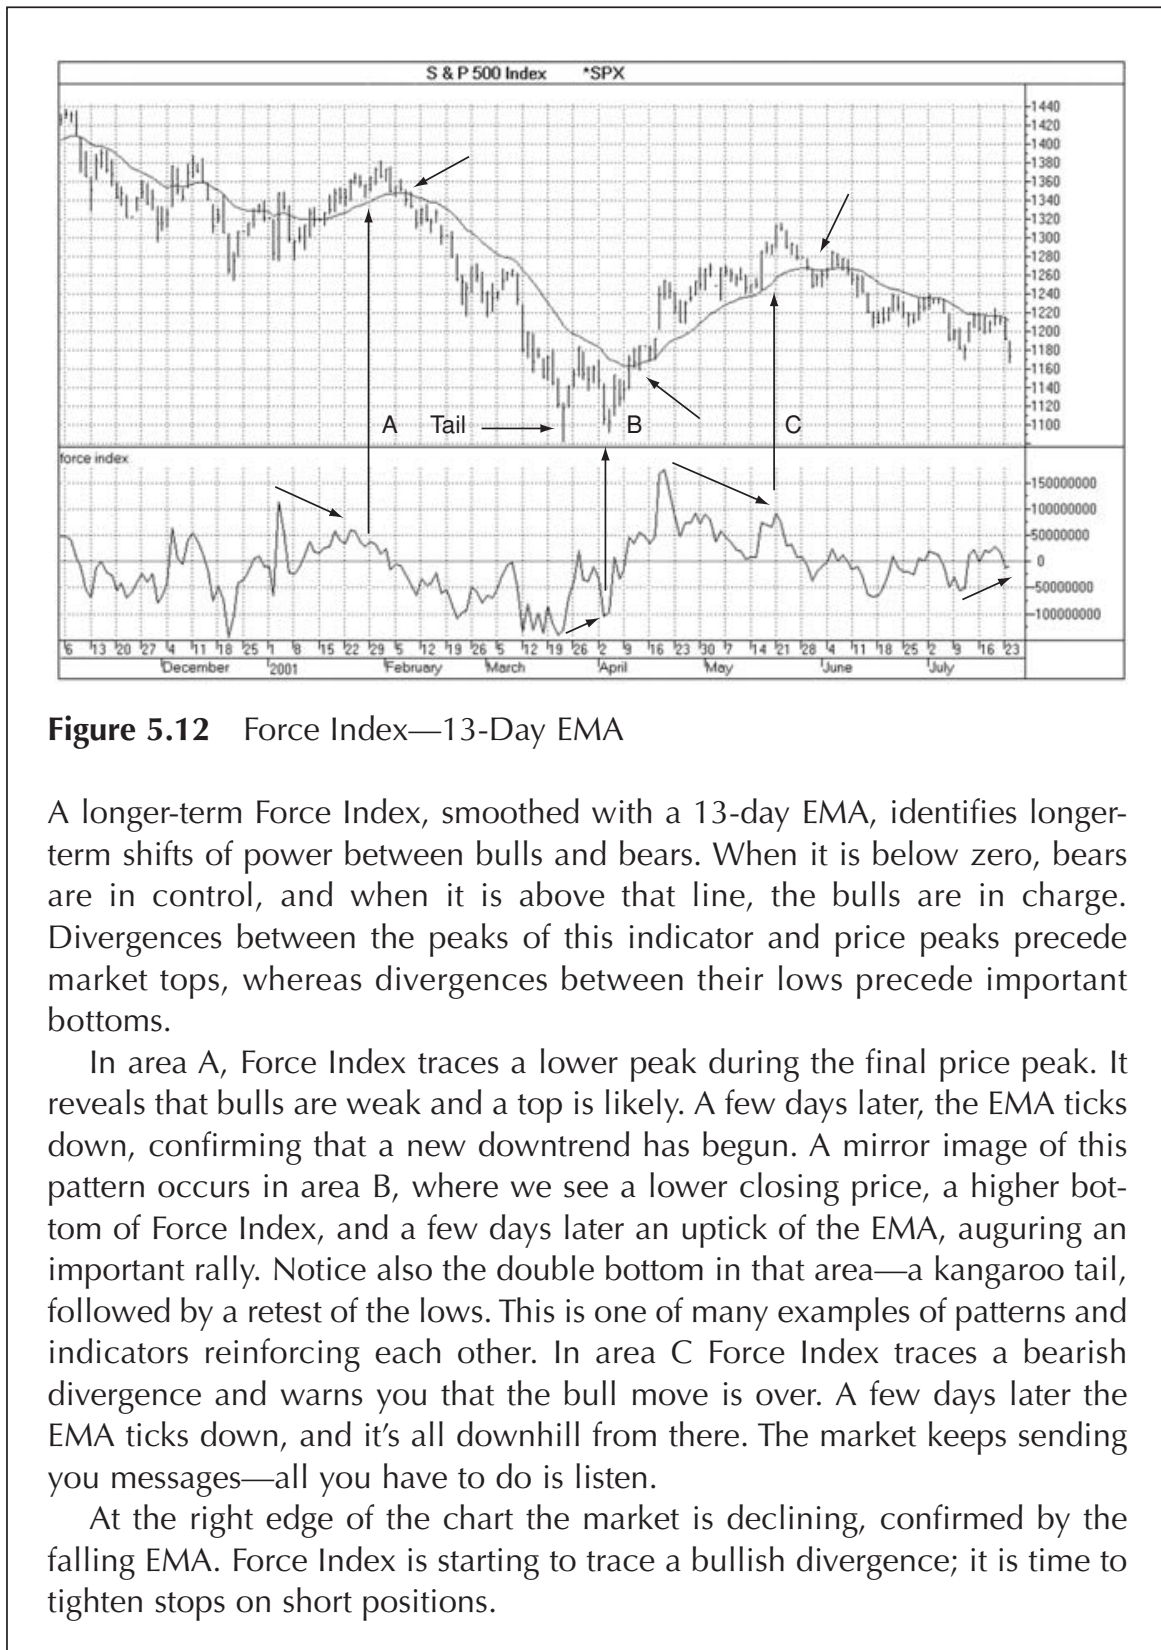 S & P 500 Index *SPX
1440
1420
1400
1380
1360
1340
1320
1300
1280
1260
1240
1220
1200
1180
1160
1140
1120
1100
A Tail B C
force index
150000000
100000000
50000000
0
-50000000
-100000000
6 13 20 27 4 11 18 25 1 8 15 22 29 5 12 19 26 5 12 19 26 2 9 16 23 30 7 14 21 28 4 11 18 25 2 9 16 23
December 2001 February March April May June July
Figure 5.12 Force Index—13-Day EMA
A longer-term Force Index, smoothed with a 13-day EMA, identifies longer-
term shifts of power between bulls and bears. When it is below zero, bears
are in control, and when it is above that line, the bulls are in charge.
Divergences between the peaks of this indicator and price peaks precede
market tops, whereas divergences between their lows precede important
bottoms.
In area A, Force Index traces a lower peak during the final price peak. It
reveals that bulls are weak and a top is likely. A few days later, the EMA ticks
down, confirming that a new downtrend has begun. A mirror image of this
pattern occurs in area B, where we see a lower closing price, a higher bot-
tom of Force Index, and a few days later an uptick of the EMA, auguring an
important rally. Notice also the double bottom in that area—a kangaroo tail,
followed by a retest of the lows. This is one of many examples of patterns and
indicators reinforcing each other. In area C Force Index traces a bearish
divergence and warns you that the bull move is over. A few days later the
EMA ticks down, and it's all downhill from there. The market keeps sending
you messages—all you have to do is listen.
At the right edge of the chart the market is declining, confirmed by the
falling EMA. Force Index is starting to trace a bullish divergence; it is time to
tighten stops on short positions.